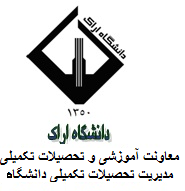 دانشگاه اراک
۱۳۵۰
دانشگاه اراک
معاونت آموزشی و تحصیلات تکمیلی
مدیریت تحصیلات تکمیلی دانشگاه